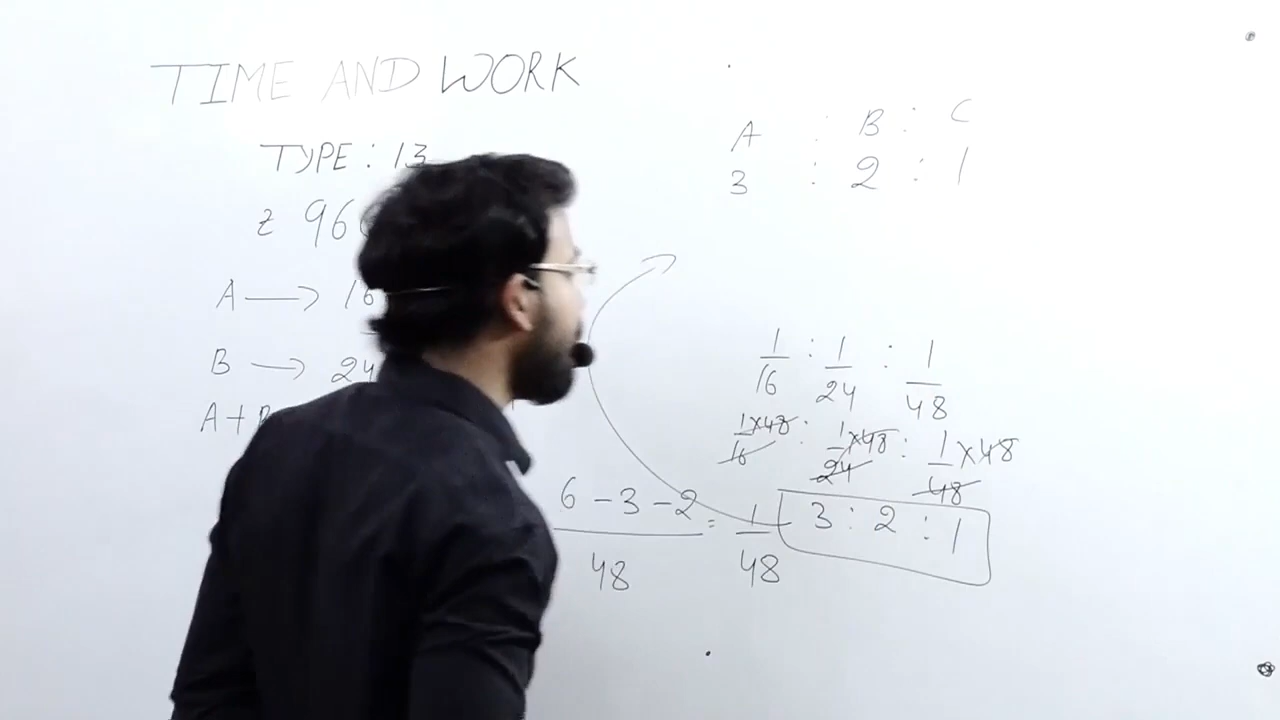 TIME AND WORK
TYPE : 13
A : B : C
3 : 2 : 1
z 96
A → 16
B → 24
A +
1/16 : 1/24 : 1/48
1/16 × 48 : 1/24 × 48 : 1/48 × 48
6 - 3 - 2 / 48 = 1/48
3 : 2 : 1